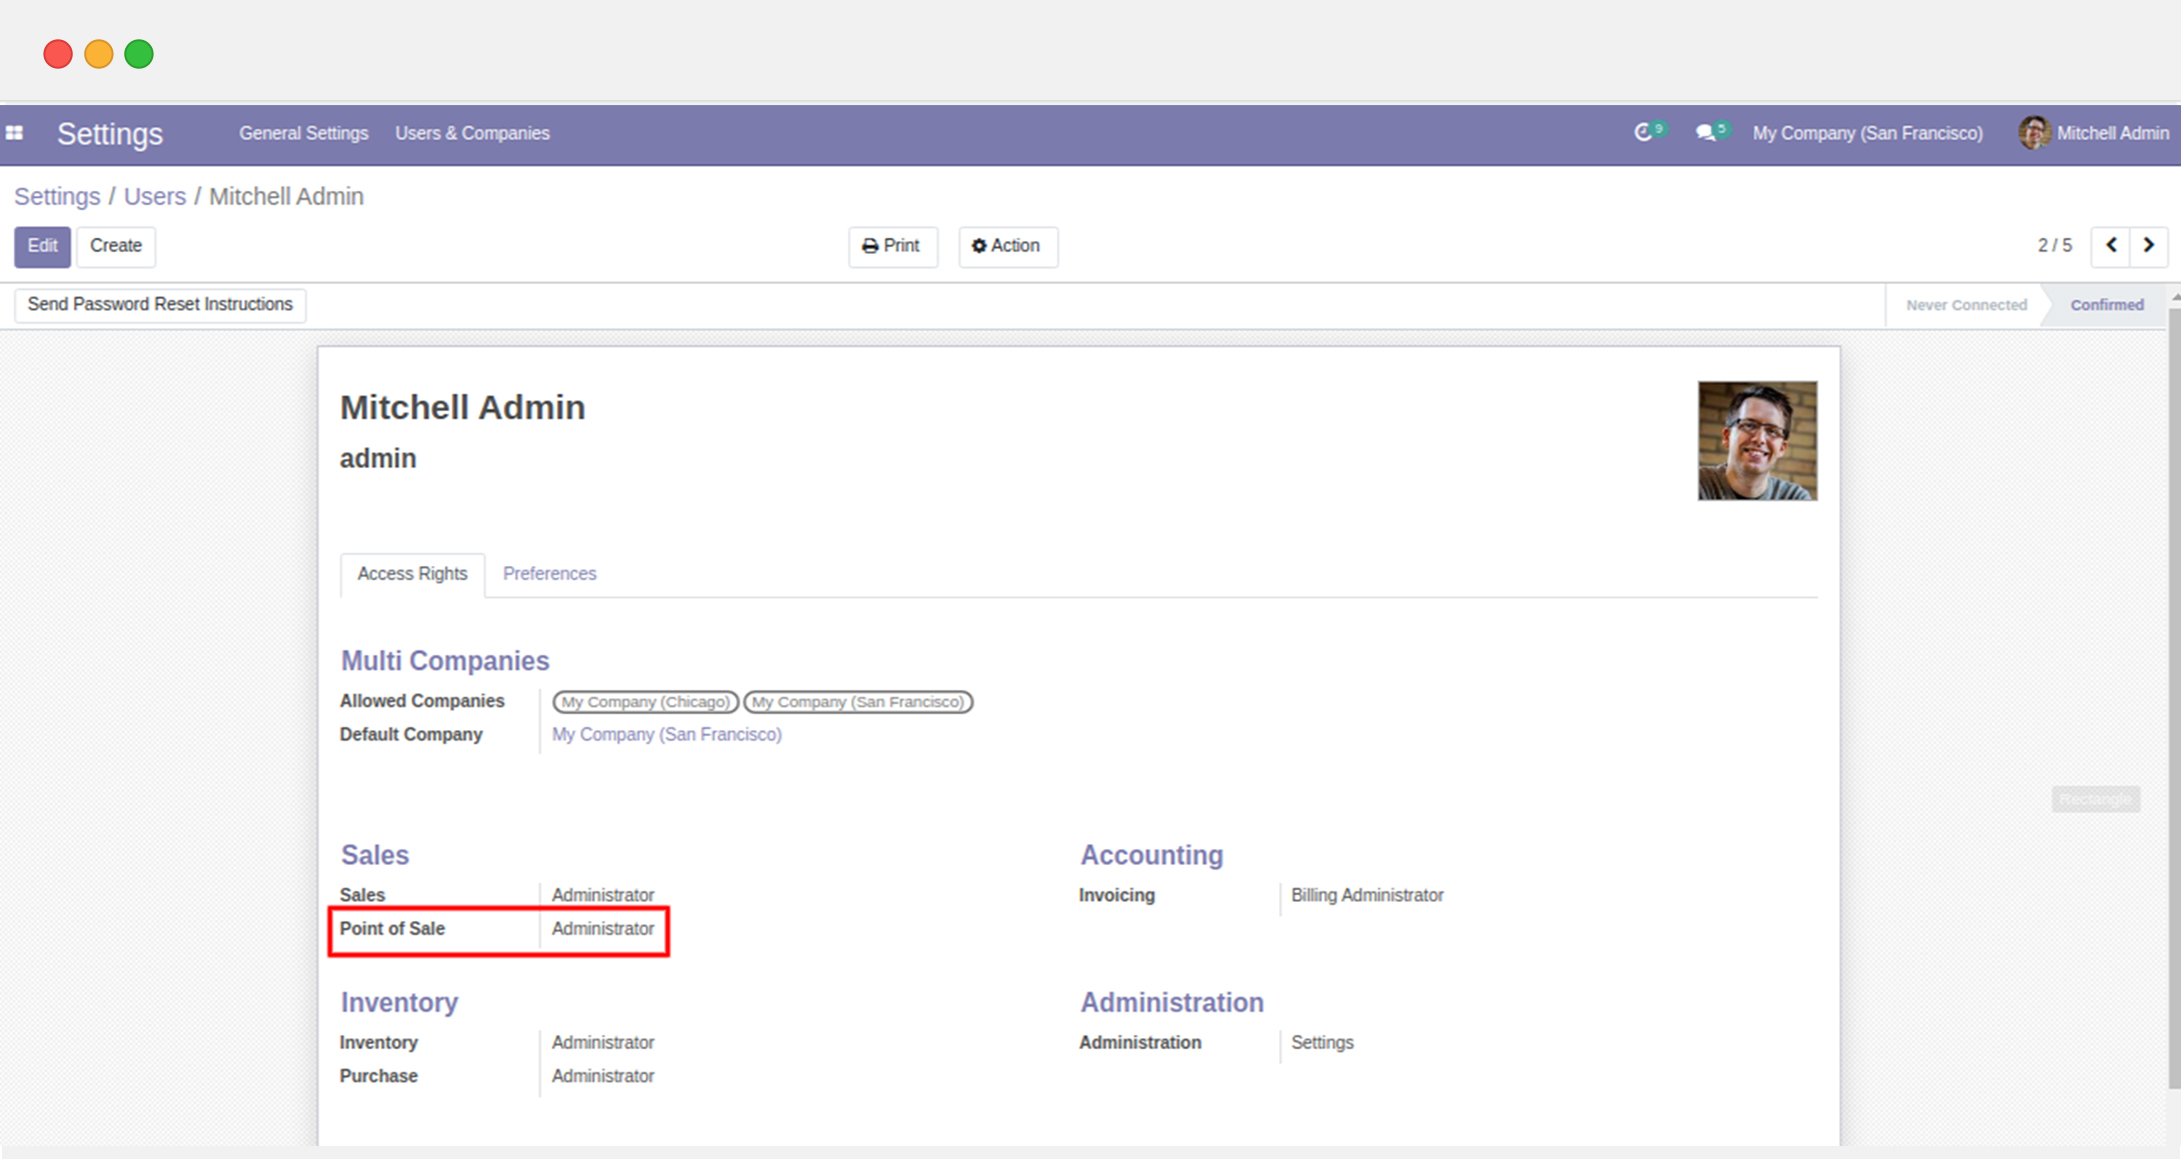 Settings General Settings Users & Companies 9 5 My Company (San Francisco) Mitchell Admin
Settings / Users / Mitchell Admin
Edit Create Print Action 2 / 5
Send Password Reset Instructions Never Connected Confirmed
Mitchell Admin
admin
Access Rights Preferences
Multi Companies
Allowed Companies My Company (Chicago) My Company (San Francisco)
Default Company My Company (San Francisco)
Rectangle
Sales Accounting
Sales Administrator Invoicing Billing Administrator
Point of Sale Administrator
Inventory Administration
Inventory Administrator Administration Settings
Purchase Administrator